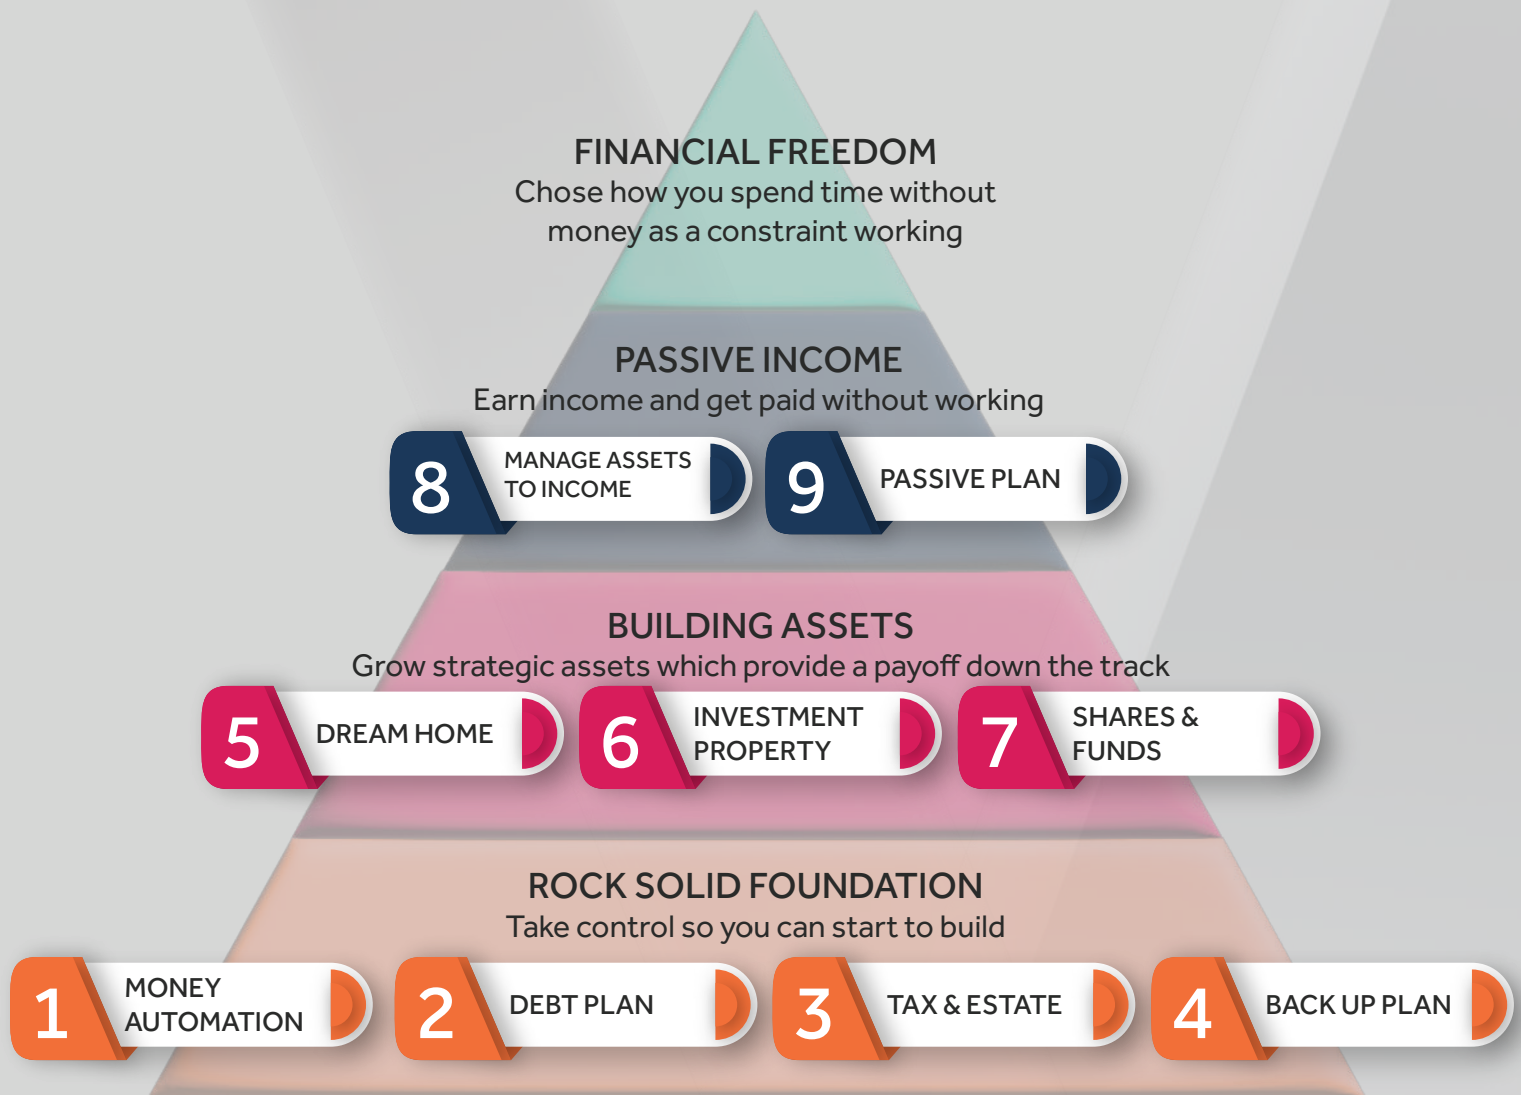 FINANCIAL FREEDOM
Chose how you spend time without
money as a constraint working
PASSIVE INCOME
Earn income and get paid without working
8
MANAGE ASSETS
TO INCOME
9
PASSIVE PLAN
BUILDING ASSETS
Grow strategic assets which provide a payoff down the track
5
DREAM HOME
6
INVESTMENT
PROPERTY
7
SHARES &
FUNDS
ROCK SOLID FOUNDATION
Take control so you can start to build
1
MONEY
AUTOMATION
2
DEBT PLAN
3
TAX & ESTATE
4
BACK UP PLAN